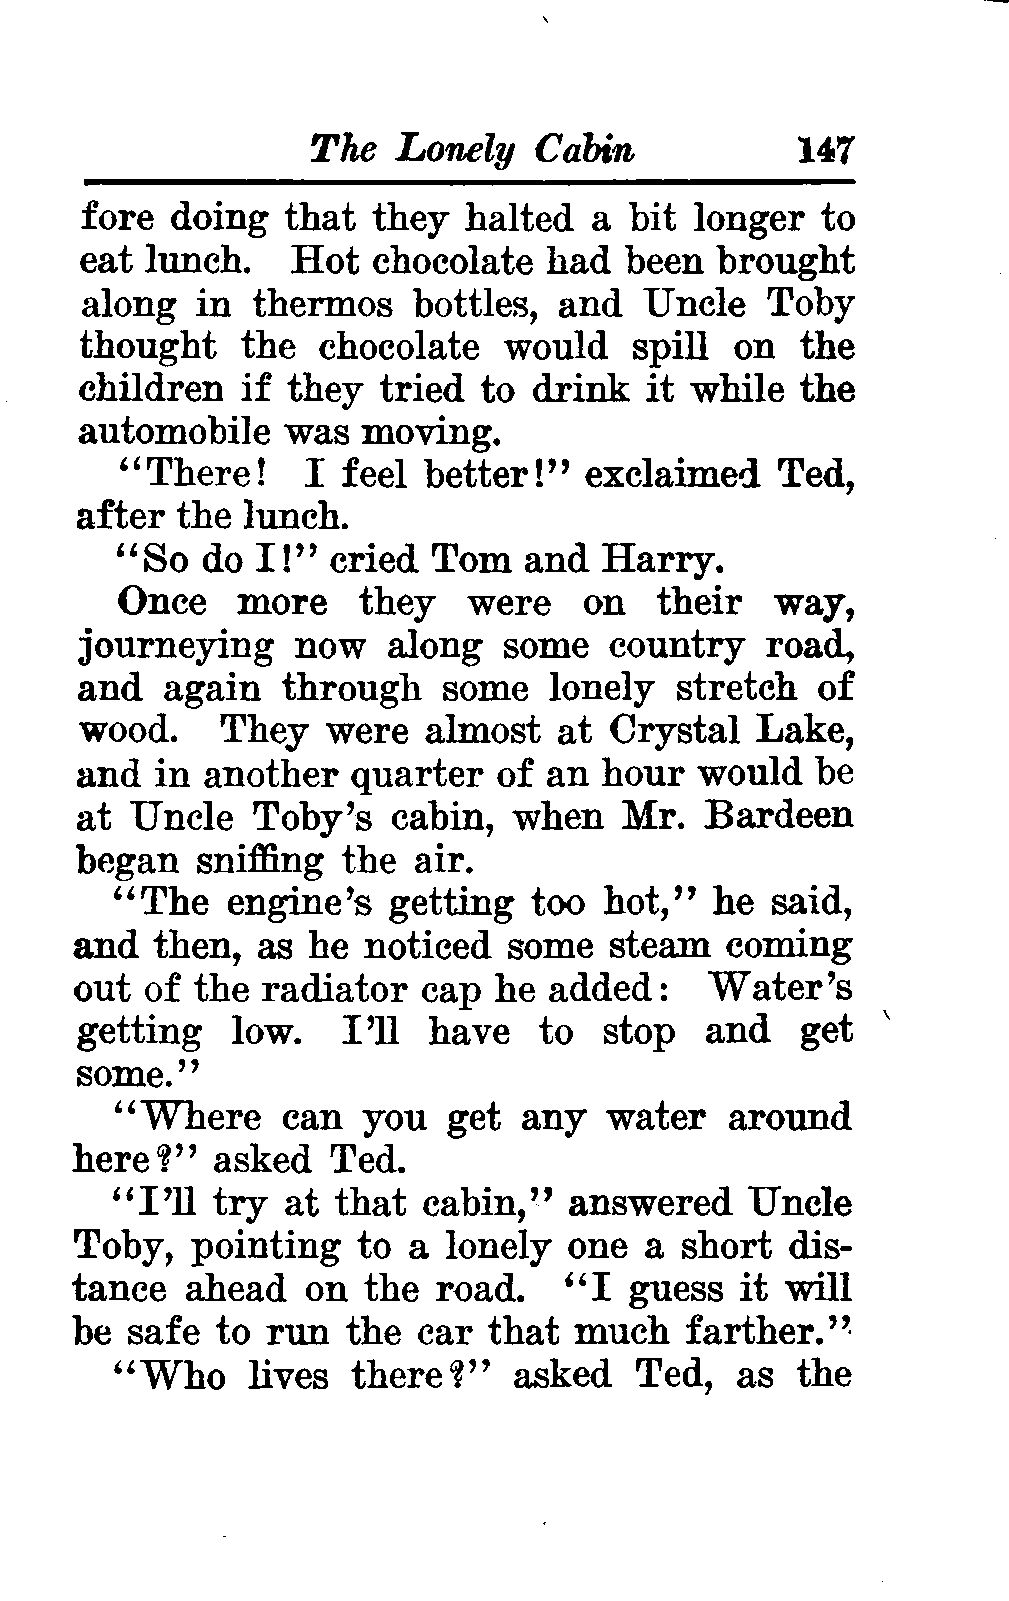 The Lonely Cabin 147
fore doing that they halted a bit longer to
eat lunch. Hot chocolate had been brought
along in thermos bottles, and Uncle Toby
thought the chocolate would spill on the
children if they tried to drink it while the
automobile was moving.
“There! I feel better!” exclaimed Ted,
after the lunch.
“So do I!” cried Tom and Harry.
Once more they were on their way,
journeying now along some country road,
and again through some lonely stretch of
wood. They were almost at Crystal Lake,
and in another quarter of an hour would be
at Uncle Toby’s cabin, when Mr. Bardeen
began sniffing the air.
“The engine’s getting too hot,” he said,
and then, as he noticed some steam coming
out of the radiator cap he added: Water’s
getting low. I’ll have to stop and get
some.”
“Where can you get any water around
here?” asked Ted.
“I’ll try at that cabin,” answered Uncle
Toby, pointing to a lonely one a short dis-
tance ahead on the road. “I guess it will
be safe to run the car that much farther.”
“Who lives there?” asked Ted, as the